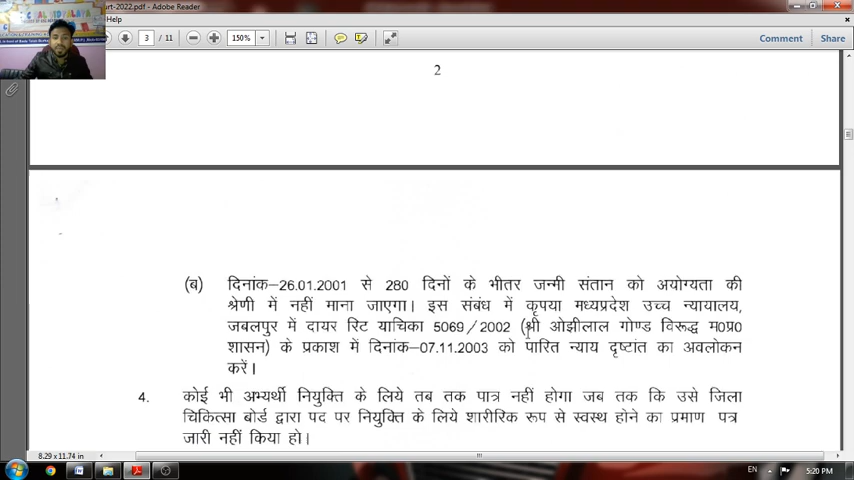 urt-2022.pdf - Adobe Reader
Help
3 / 11
150%
Comment
Share
2
(ब) दिनांक–26.01.2001 से 280 दिनों के भीतर जन्मी संतान को अयोग्यता की
श्रेणी में नहीं माना जाएगा। इस संबंध में कृपया मध्यप्रदेश उच्च न्यायालय,
जबलपुर में दायर रिट याचिका 5069/2002 (श्री ओझीलाल गोण्ड विरूद्ध म0प्र0
शासन) के प्रकाश में दिनांक–07.11.2003 को पारित न्याय दृष्टांत का अवलोकन
करें।
4. कोई भी अभ्यर्थी नियुक्ति के लिये तब तक पात्र नहीं होगा जब तक कि उसे जिला
चिकित्सा बोर्ड द्वारा पद पर नियुक्ति के लिये शारीरिक रूप से स्वस्थ होने का प्रमाण पत्र
जारी नहीं किया हो।
8.29 x 11.74 in
EN
5:20 PM